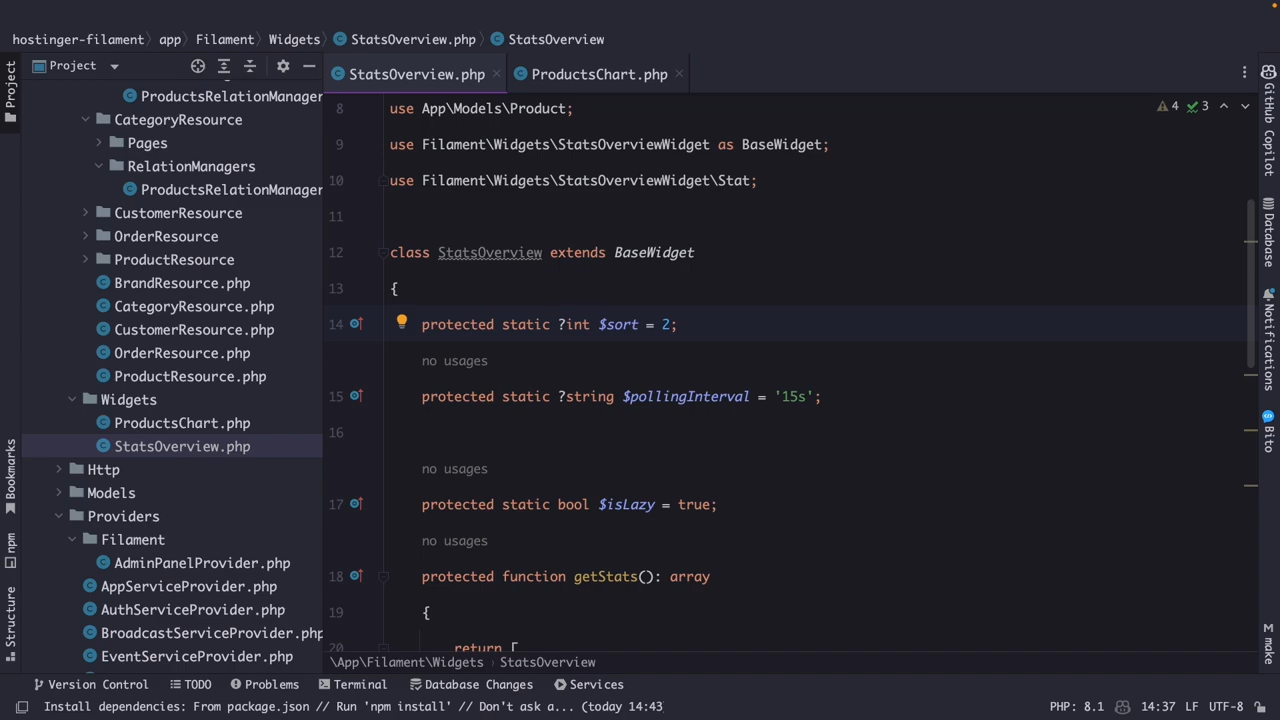 hostinger-filament
app
Filament
Widgets
StatsOverview.php
StatsOverview
Project
StatsOverview.php
ProductsChart.php
ProductsRelationManager
CategoryResource
Pages
RelationManagers
ProductsRelationManager
CustomerResource
OrderResource
ProductResource
BrandResource.php
CategoryResource.php
CustomerResource.php
OrderResource.php
ProductResource.php
Widgets
ProductsChart.php
StatsOverview.php
Http
Models
Providers
Filament
AdminPanelProvider.php
AppServiceProvider.php
AuthServiceProvider.php
BroadcastServiceProvider.php
EventServiceProvider.php
Project
Bookmarks
npm
Structure
8 use App\Models\Product;
9 use Filament\Widgets\StatsOverviewWidget as BaseWidget;
10 use Filament\Widgets\StatsOverviewWidget\Stat;
11
12 class StatsOverview extends BaseWidget
13 {
14 protected static ?int $sort = 2;
no usages
15 protected static ?string $pollingInterval = '15s';
16
no usages
17 protected static bool $isLazy = true;
no usages
18 protected function getStats(): array
19 {
20 return [
4 3
GitHub Copilot
Database
Notifications
Bito
make
\App\Filament\Widgets
StatsOverview
Version Control
TODO
Problems
Terminal
Database Changes
Services
Install dependencies: From package.json // Run 'npm install' // Don't ask a... (today 14:43)
PHP: 8.1
14:37
LF
UTF-8